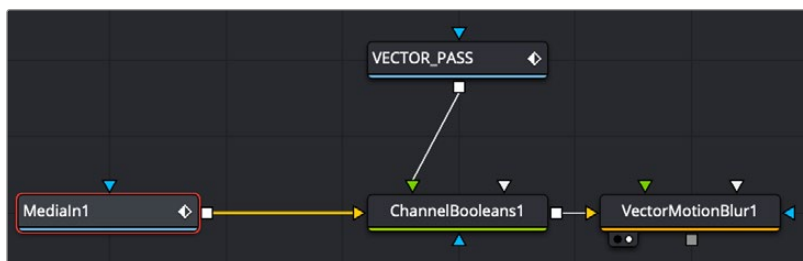 VECTOR_PASS
MediaIn1
ChannelBooleans1
VectorMotionBlur1